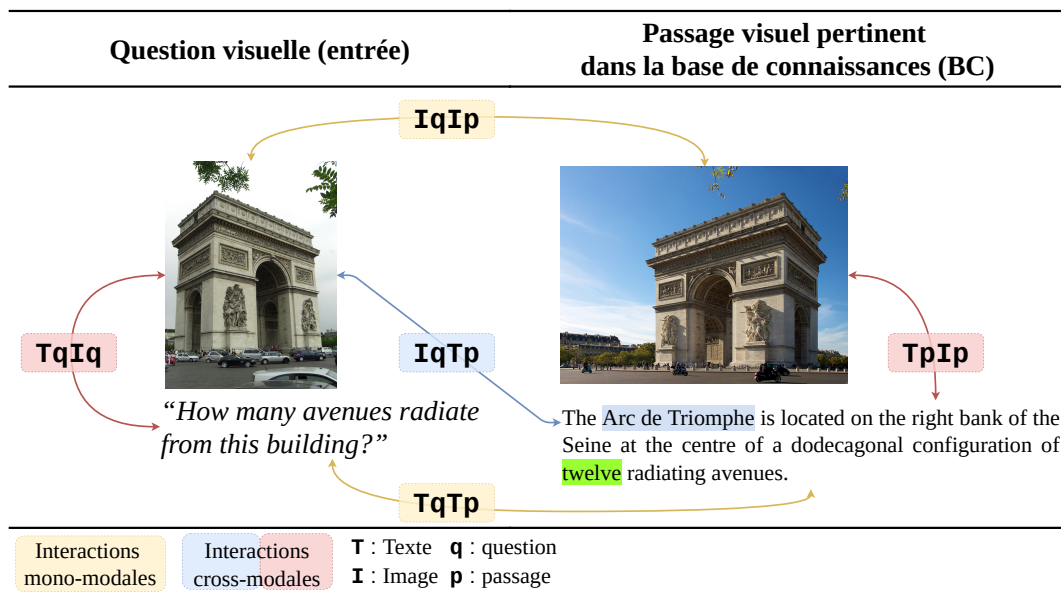 Question visuelle (entrée)
Passage visuel pertinent
dans la base de connaissances (BC)
IqIp
TqIq
IqTp
TpIp
“How many avenues radiate
from this building?”
The Arc de Triomphe is located on the right bank of the
Seine at the centre of a dodecagonal configuration of
twelve radiating avenues.
TqTp
Interactions
mono-modales
Interactions
cross-modales
T : Texte q : question
I : Image p : passage